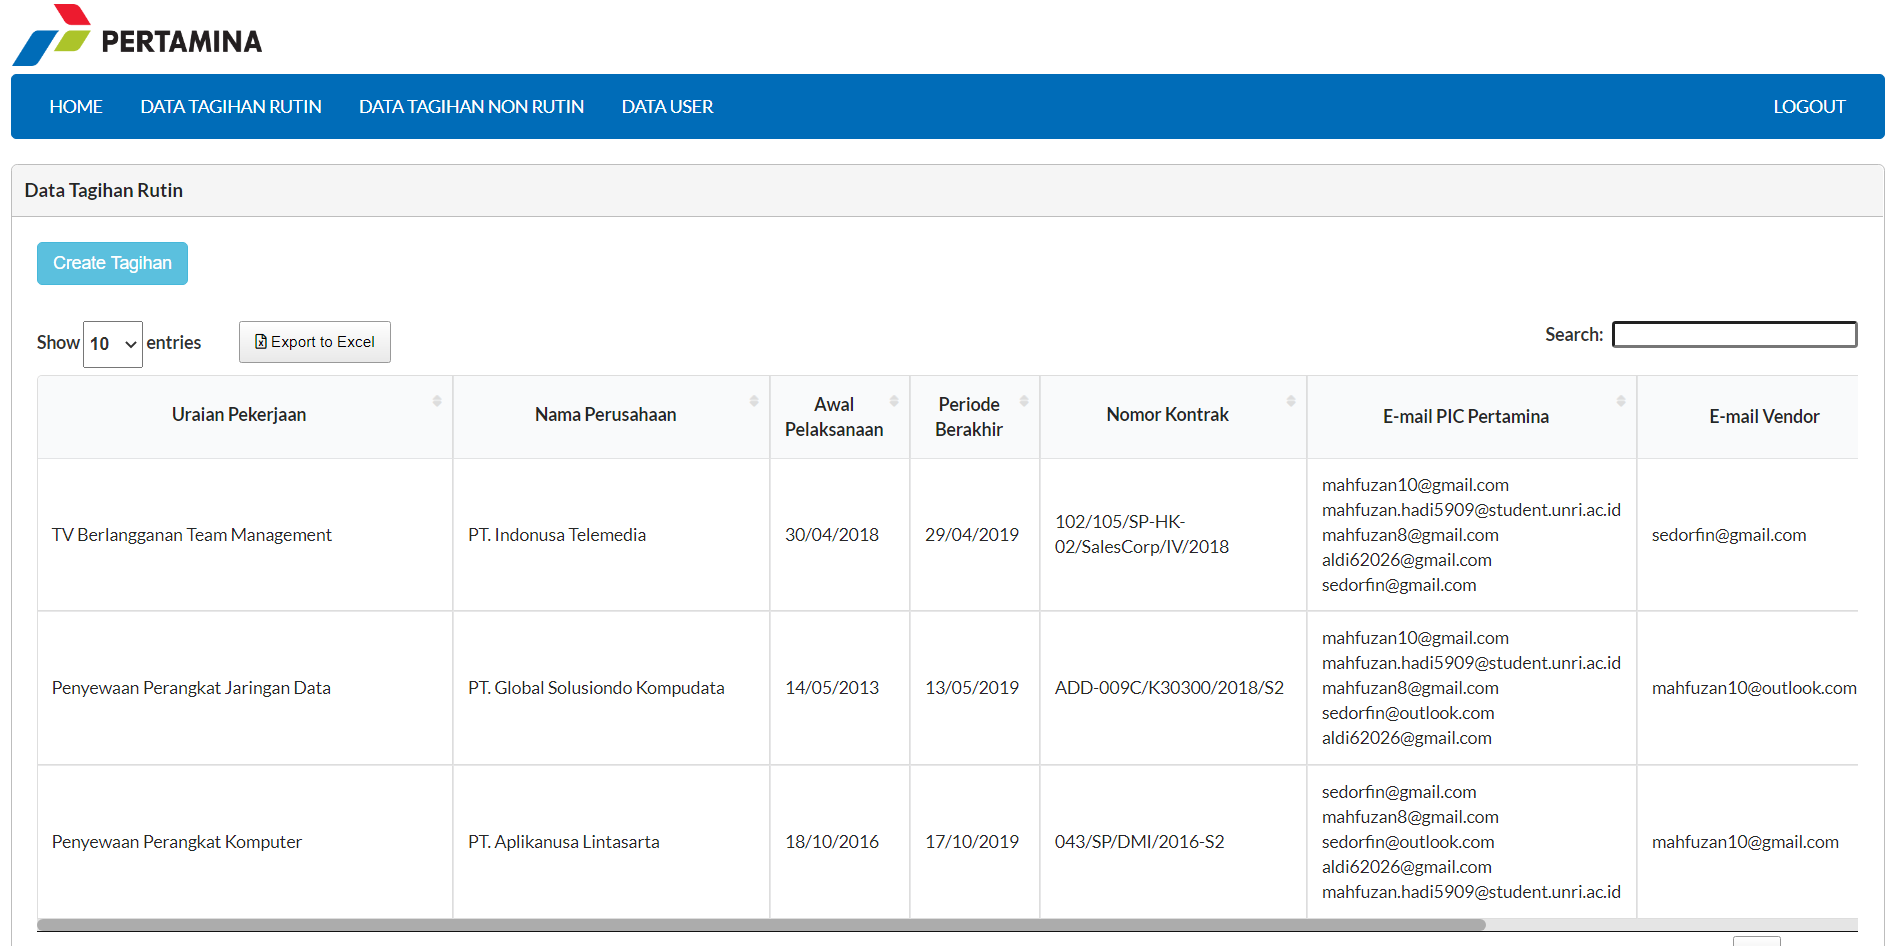 PERTAMINA
HOME DATA TAGIHAN RUTIN DATA TAGIHAN NON RUTIN DATA USER LOGOUT
Data Tagihan Rutin
Create Tagihan
Show 10 entries Export to Excel Search:
Uraian Pekerjaan
Nama Perusahaan
Awal
Pelaksanaan
Periode
Berakhir
Nomor Kontrak
E-mail PIC Pertamina
E-mail Vendor
TV Berlangganan Team Management
PT. Indonusa Telemedia
30/04/2018
29/04/2019
102/105/SP-HK-
02/SalesCorp/IV/2018
mahfuzan10@gmail.com
mahfuzan.hadi5909@student.unri.ac.id
mahfuzan8@gmail.com
aldi62026@gmail.com
sedorfin@gmail.com
sedorfin@gmail.com
Penyewaan Perangkat Jaringan Data
PT. Global Solusiondo Kompudata
14/05/2013
13/05/2019
ADD-009C/K30300/2018/S2
mahfuzan10@gmail.com
mahfuzan.hadi5909@student.unri.ac.id
mahfuzan8@gmail.com
sedorfin@outlook.com
aldi62026@gmail.com
mahfuzan10@outlook.com
Penyewaan Perangkat Komputer
PT. Aplikanusa Lintasarta
18/10/2016
17/10/2019
043/SP/DMI/2016-S2
sedorfin@gmail.com
mahfuzan8@gmail.com
sedorfin@outlook.com
aldi62026@gmail.com
mahfuzan.hadi5909@student.unri.ac.id
mahfuzan10@gmail.com